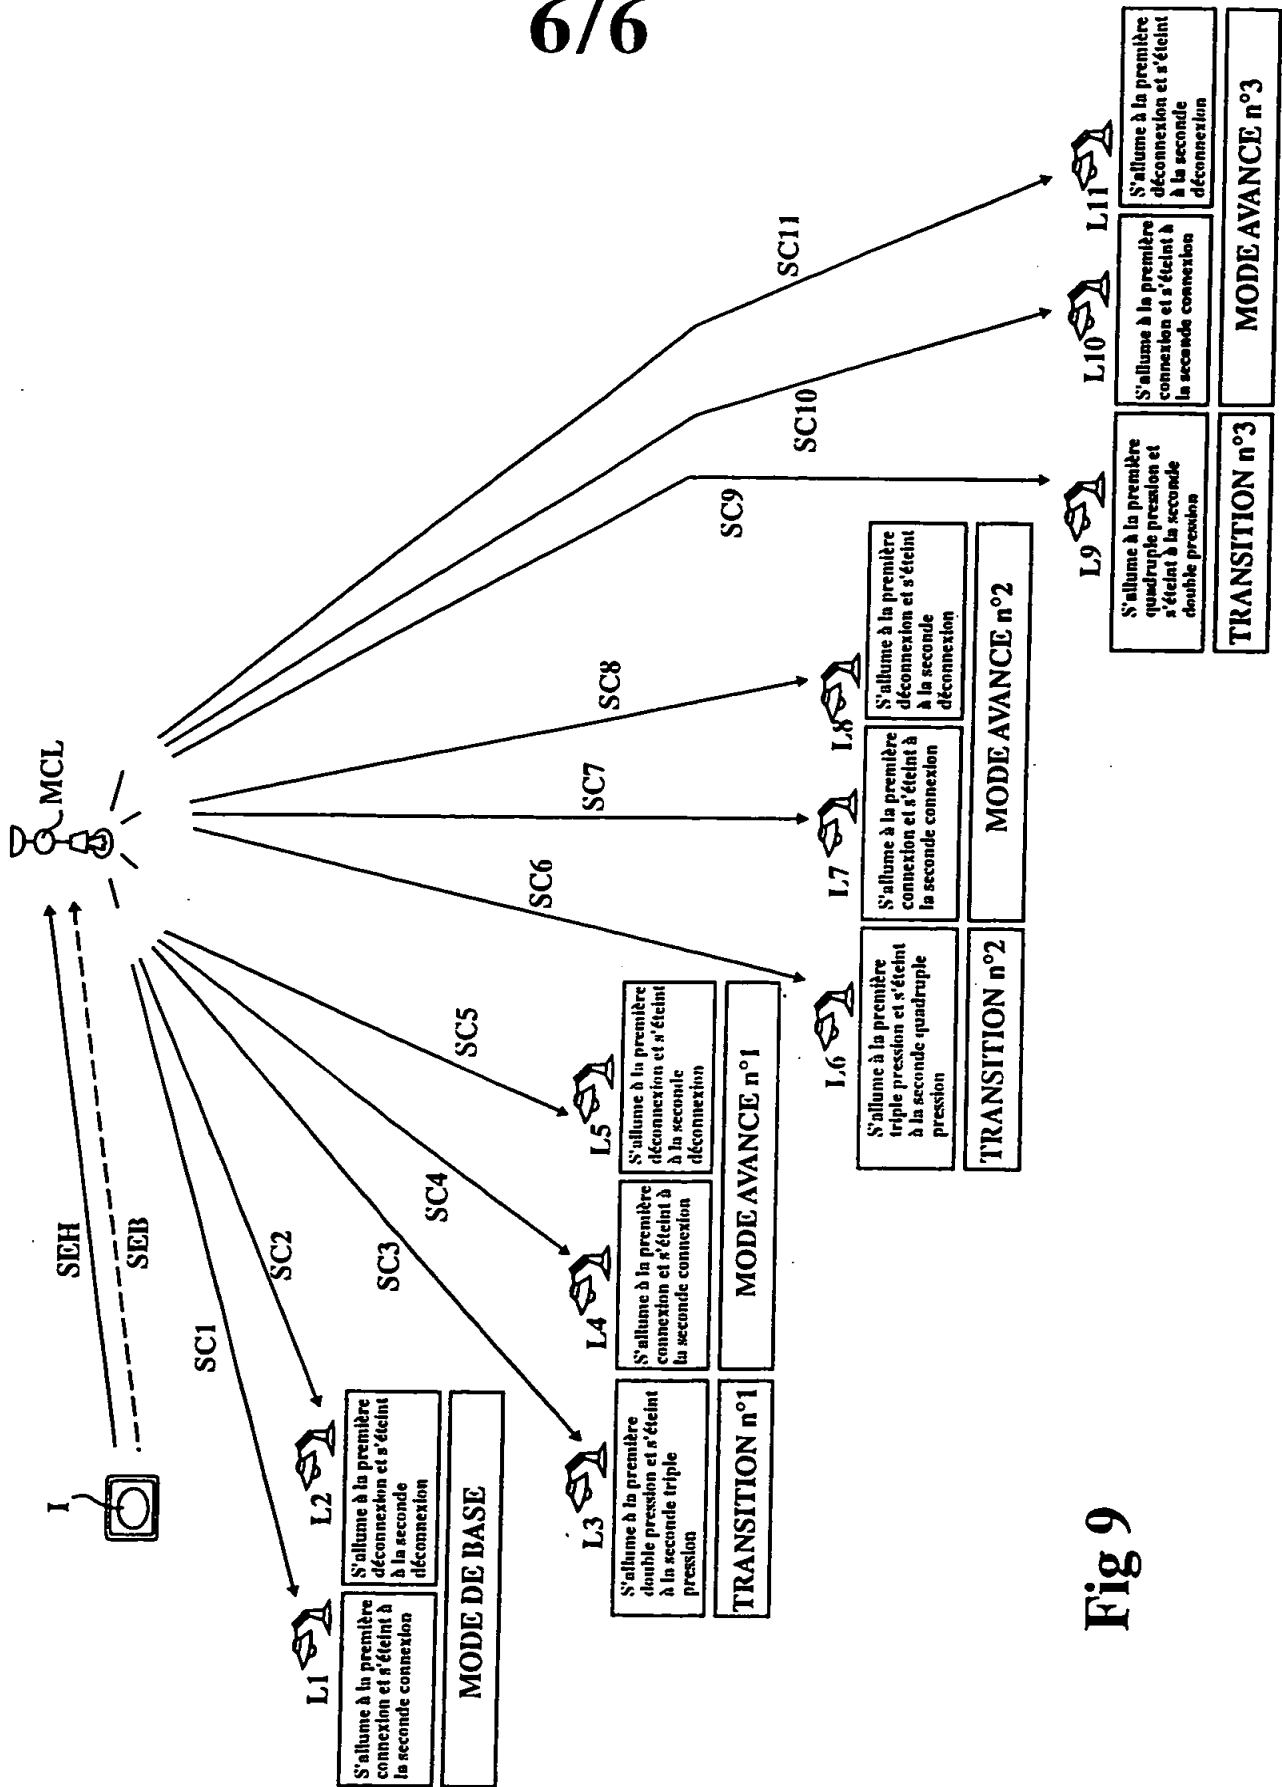 6/6
I
SEH
SEB
MCL
SC1
SC2
SC3
SC4
SC5
SC6
SC7
SC8
SC9
SC10
SC11
L1
S'allume à la première
connexion et s'éteint à
la seconde connexion
L2
S'allume à la première
déconnexion et s'éteint
à la seconde
déconnexion
MODE DE BASE
L3
S'allume à la première
double pression et s'éteint
à la seconde triple
pression
TRANSITION n°1
L4
S'allume à la première
connexion et s'éteint à
la seconde connexion
L5
S'allume à la première
déconnexion et s'éteint
à la seconde
déconnexion
MODE AVANCE n°1
L6
S'allume à la première
triple pression et s'éteint
à la seconde quadruple
pression
TRANSITION n°2
L7
S'allume à la première
connexion et s'éteint à
la seconde connexion
L8
S'allume à la première
déconnexion et s'éteint
à la seconde
déconnexion
MODE AVANCE n°2
L9
S'allume à la première
quadruple pression et
s'éteint à la seconde
double pression
TRANSITION n°3
L10
S'allume à la première
connexion et s'éteint à
la seconde connexion
L11
S'allume à la première
déconnexion et s'éteint
à la seconde
déconnexion
MODE AVANCE n°3
Fig 9